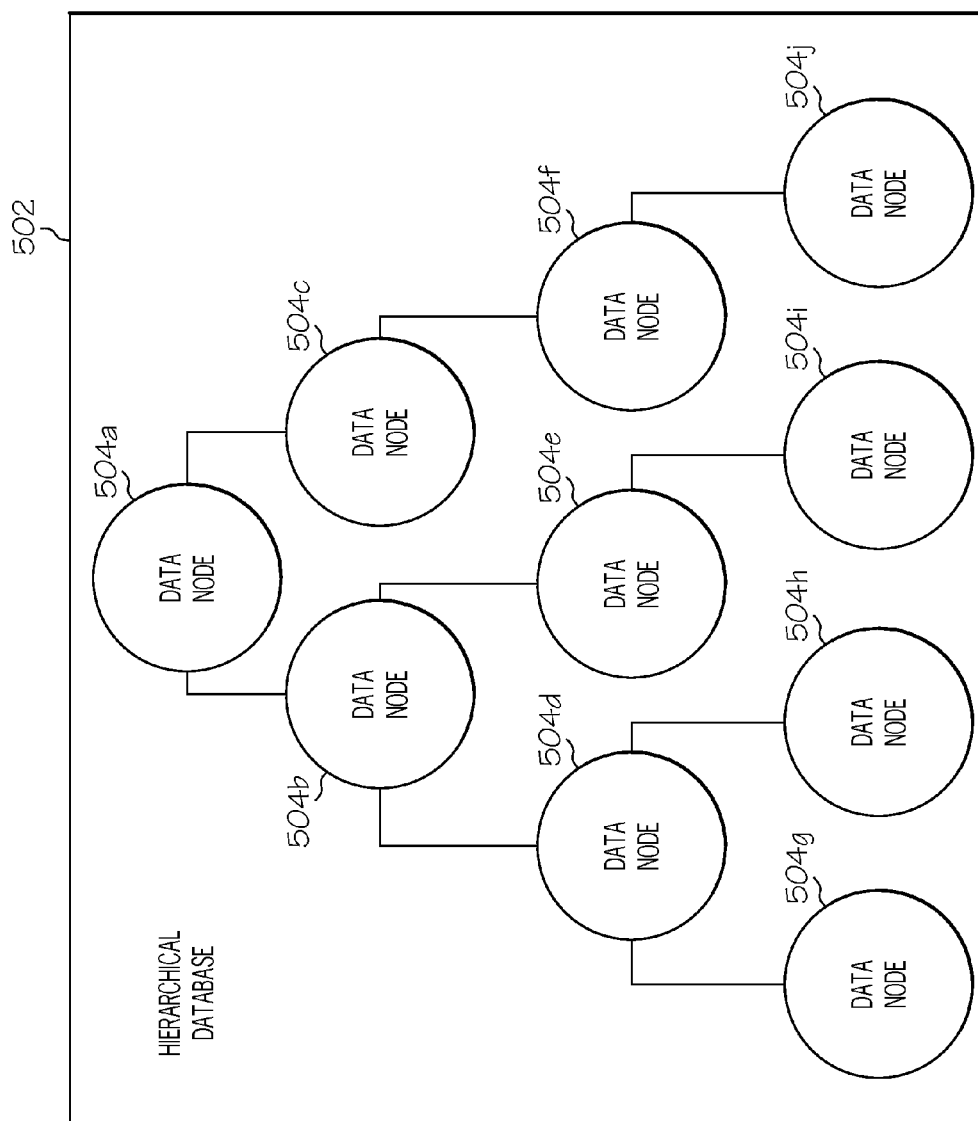 502
HIERARCHICAL
DATABASE
504a
DATA
NODE
504b
DATA
NODE
504c
DATA
NODE
504d
DATA
NODE
504e
DATA
NODE
504f
DATA
NODE
504g
DATA
NODE
504h
DATA
NODE
504i
DATA
NODE
504j
DATA
NODE